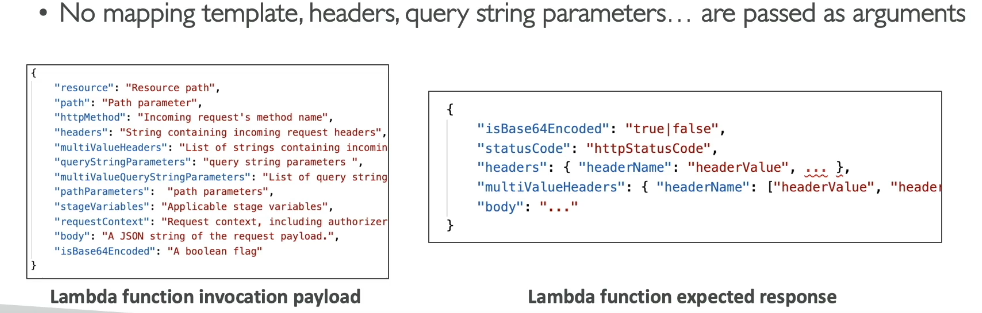 • No mapping template, headers, query string parameters… are passed as arguments
{
"resource": "Resource path",
"path": "Path parameter",
"httpMethod": "Incoming request's method name",
"headers": "String containing incoming request headers",
"multiValueHeaders": "List of strings containing incomin
"queryStringParameters": "query string parameters ",
"multiValueQueryStringParameters": "List of query string
"pathParameters":  "path parameters",
"stageVariables": "Applicable stage variables",
"requestContext": "Request context, including authorizer
"body": "A JSON string of the request payload.",
"isBase64Encoded": "A boolean flag"
}
Lambda function invocation payload
{
"isBase64Encoded": "true|false",
"statusCode": "httpStatusCode",
"headers": { "headerName": "headerValue", ... },
"multiValueHeaders": { "headerName": ["headerValue", "header
"body": "..."
}
Lambda function expected response